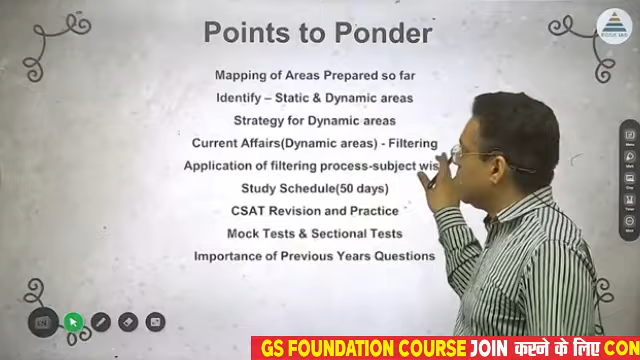 Points to Ponder
Mapping of Areas Prepared so far
Identify – Static & Dynamic areas
Strategy for Dynamic areas
Current Affairs(Dynamic areas) - Filtering
Application of filtering process-subject wis
Study Schedule(50 days)
CSAT Revision and Practice
Mock Tests & Sectional Tests
Importance of Previous Years Questions
GS FOUNDATION COURSE JOIN करने के लिए CON